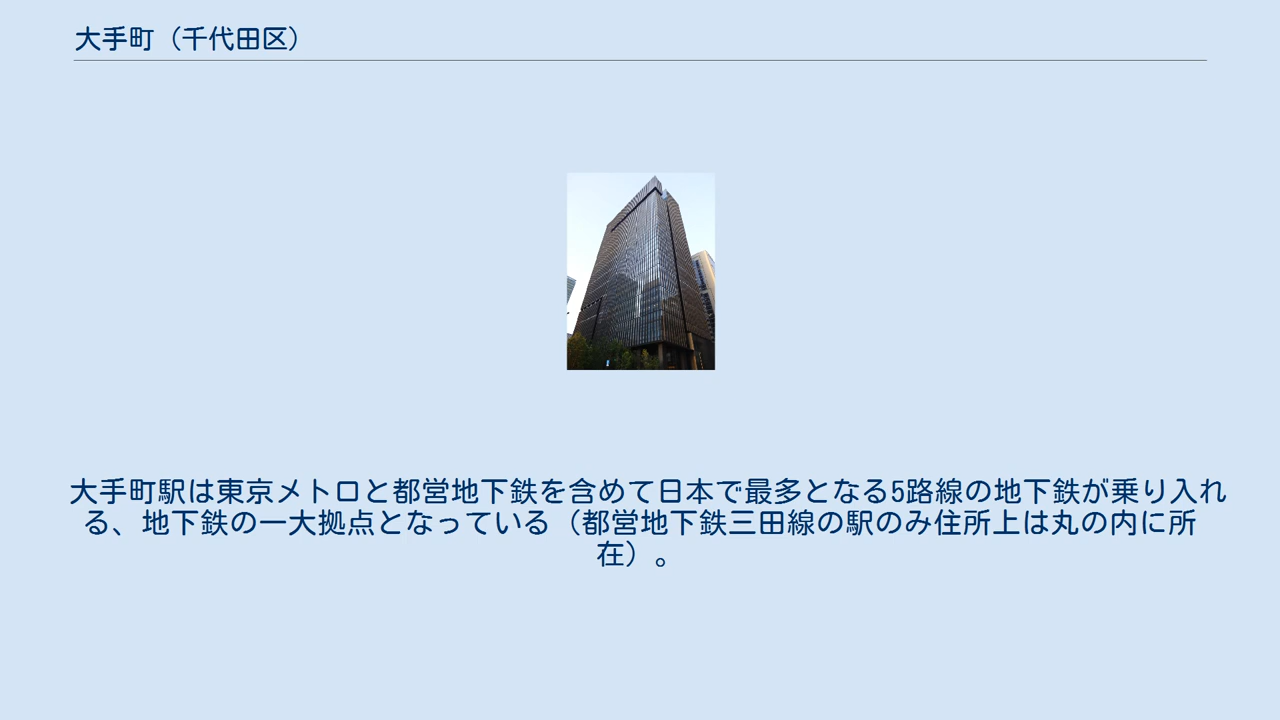 大手町（千代田区）
大手町駅は東京メトロと都営地下鉄を含めて日本で最多となる5路線の地下鉄が乗り入れ
る、地下鉄の一大拠点となっている（都営地下鉄三田線の駅のみ住所上は丸の内に所
在）。